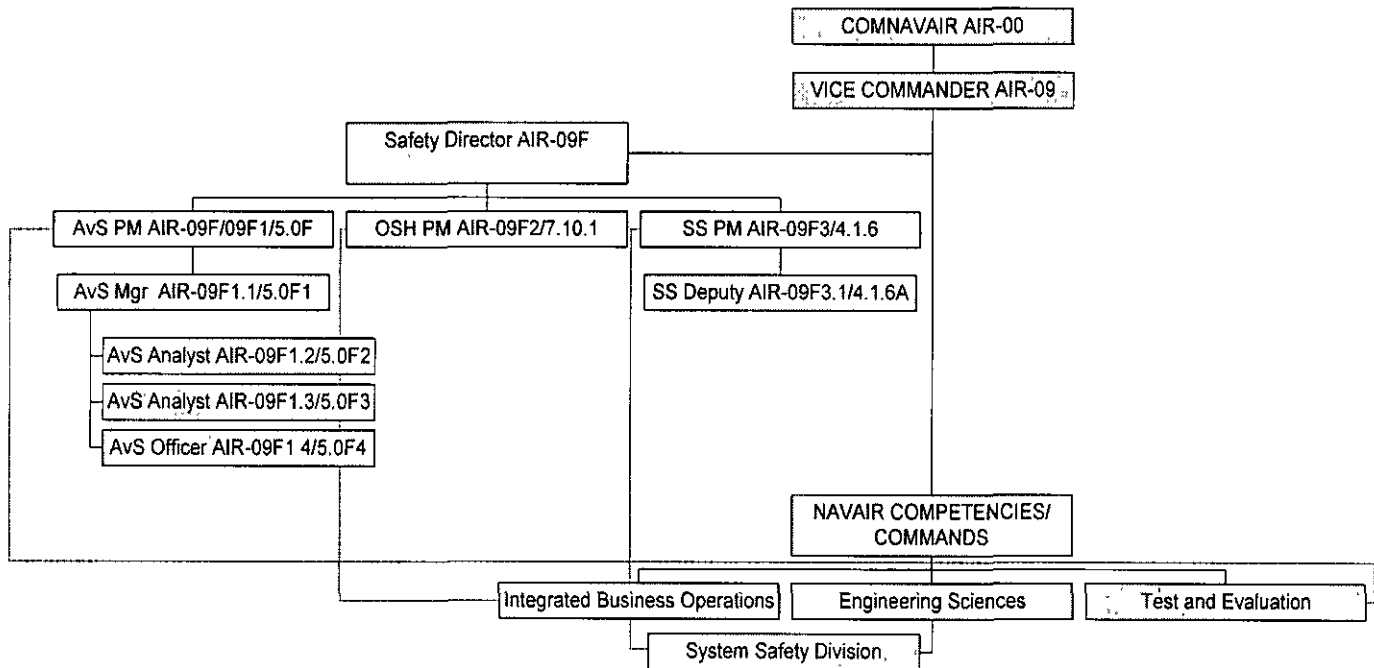 COMNAVAIR AIR-00
VICE COMMANDER AIR-09
Safety Director AIR-09F
AvS PM AIR-09F/09F1/5.0F
OSH PM AIR-09F2/7.10.1
SS PM AIR-09F3/4.1.6
AvS Mgr AIR-09F1.1/5.0F1
SS Deputy AIR-09F3.1/4.1.6A
AvS Analyst AIR-09F1.2/5.0F2
AvS Analyst AIR-09F1.3/5.0F3
AvS Officer AIR-09F1 4/5.0F4
NAVAIR COMPETENCIES/
COMMANDS
Integrated Business Operations
Engineering Sciences
Test and Evaluation
System Safety Division